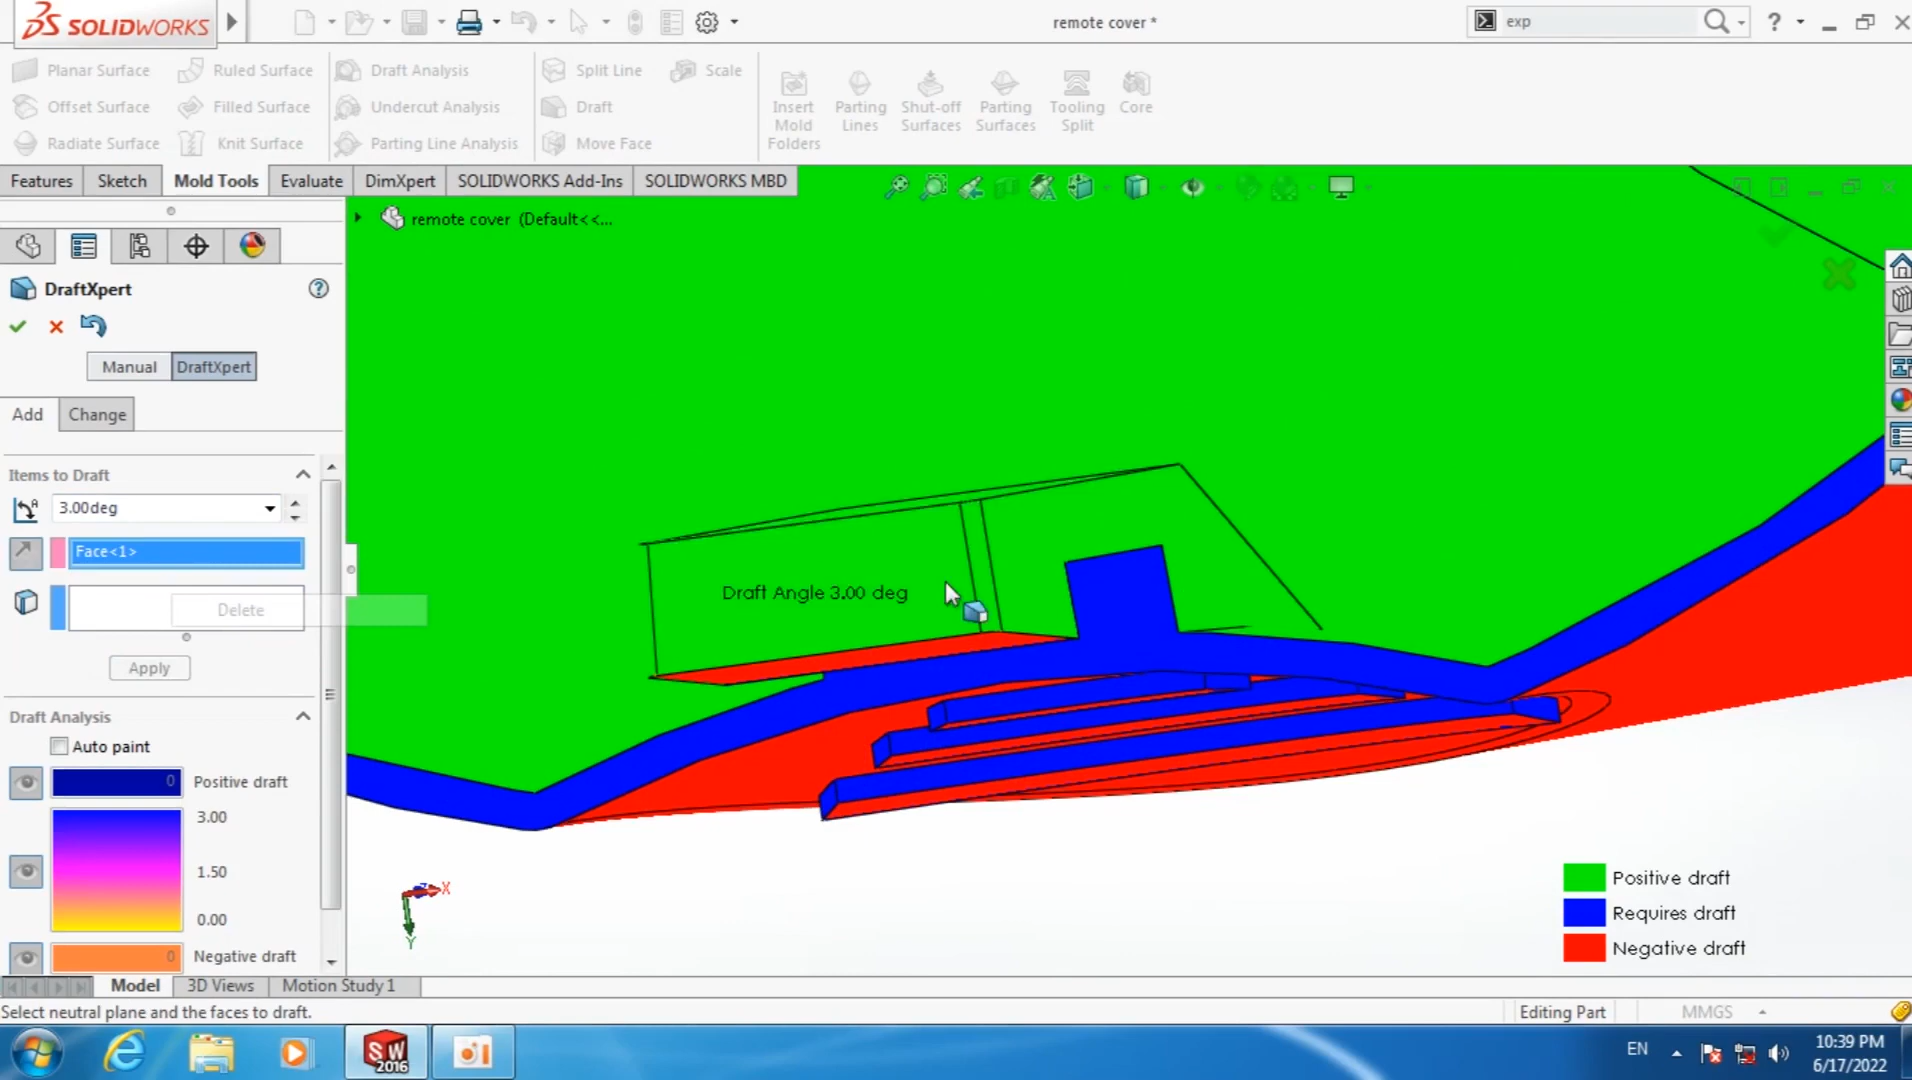 SOLIDWORKS
remote cover *
exp
?
Planar Surface
Ruled Surface
Draft Analysis
Split Line
Scale
Offset Surface
Filled Surface
Undercut Analysis
Draft
Radiate Surface
Knit Surface
Parting Line Analysis
Move Face
Insert Mold Folders
Parting Lines
Shut-off Surfaces
Parting Surfaces
Tooling Split
Core
Features
Sketch
Mold Tools
Evaluate
DimXpert
SOLIDWORKS Add-Ins
SOLIDWORKS MBD
remote cover (Default<<...
DraftXpert
?
Manual
DraftXpert
Add
Change
Items to Draft
3.00deg
Face<1>
Delete
Apply
Draft Analysis
Auto paint
0
Positive draft
3.00
1.50
0.00
0
Negative draft
Draft Angle 3.00 deg
X
Y
Positive draft
Requires draft
Negative draft
Model
3D Views
Motion Study 1
Select neutral plane and the faces to draft.
Editing Part
MMGS
SW
2016
EN
10:39 PM
6/17/2022